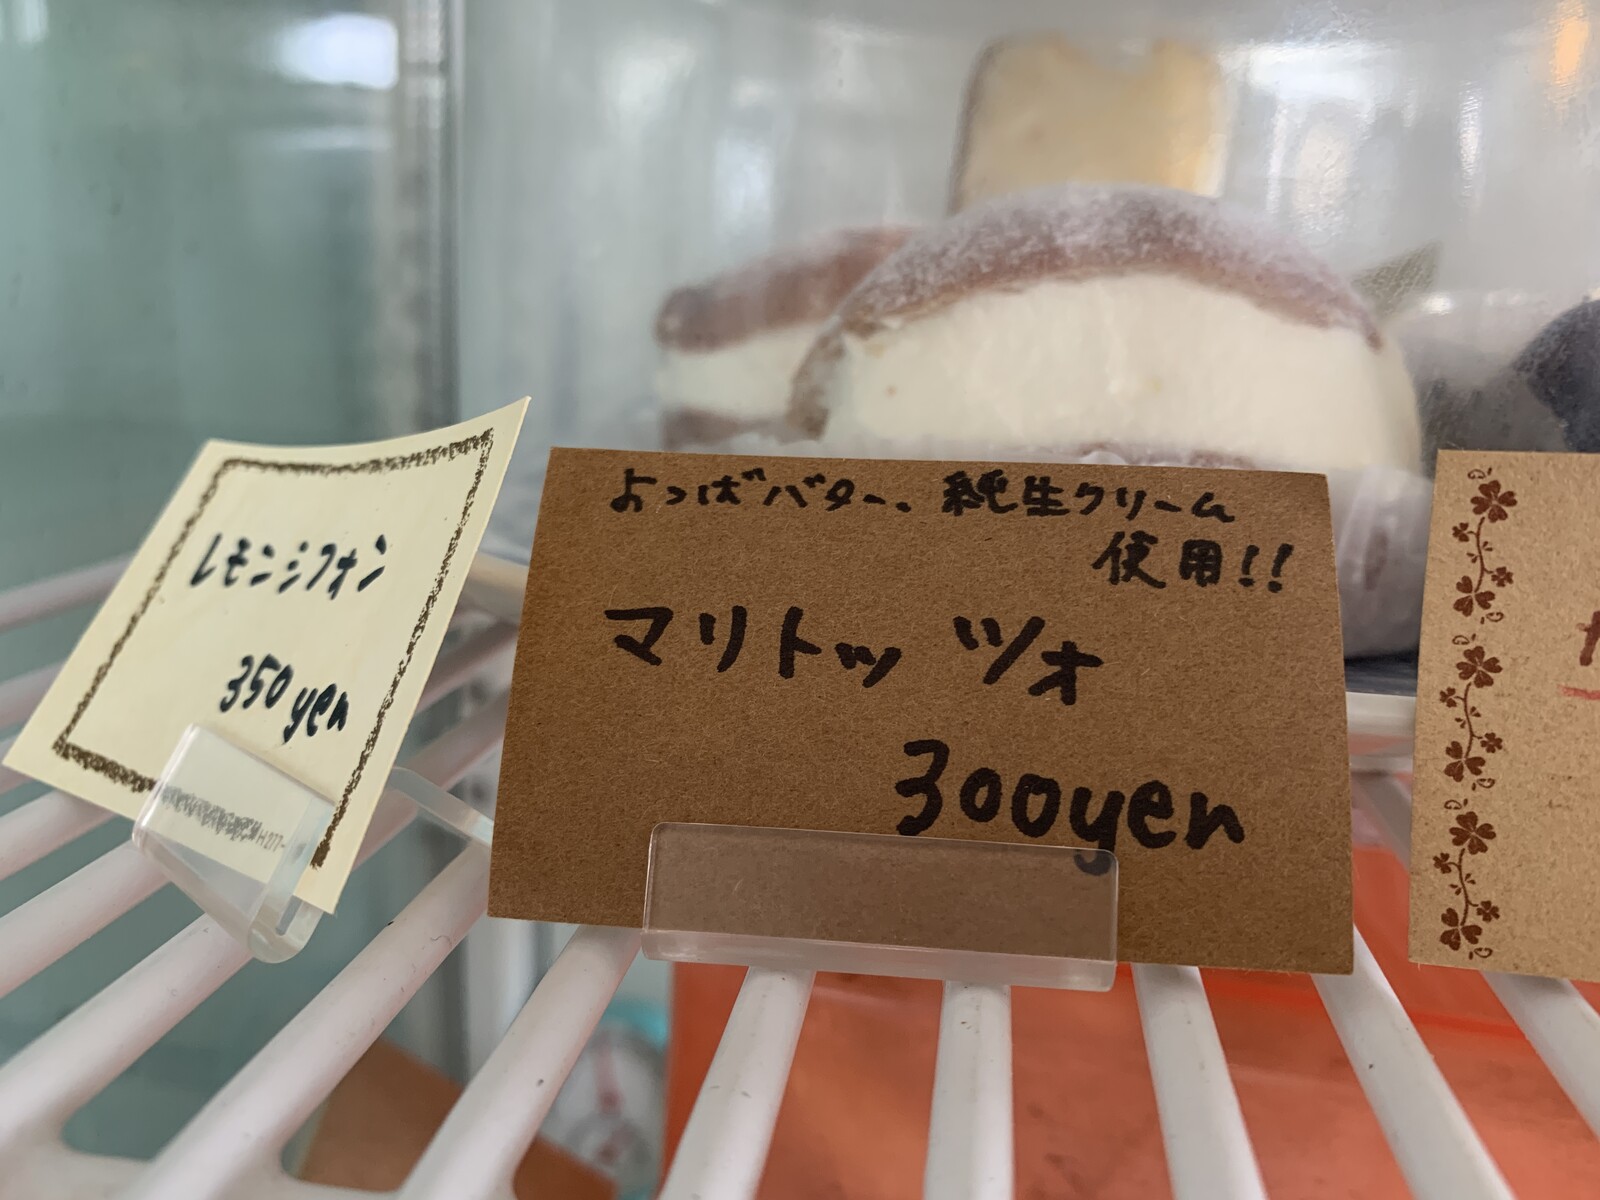 レモンシフォン
350yen
よつばバター、純生クリーム
使用!!
マリトッツォ
300yen